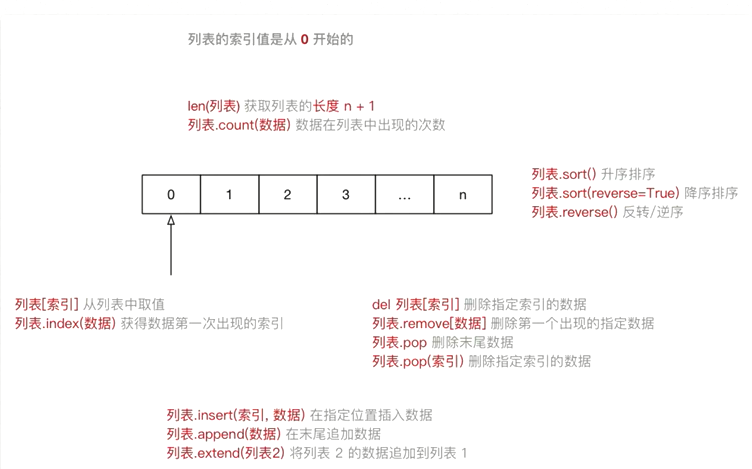 列表的索引值是从 0 开始的
len(列表) 获取列表的长度 n + 1
列表.count(数据) 数据在列表中出现的次数
0 1 2 3 ... n
列表.sort() 升序排序
列表.sort(reverse=True) 降序排序
列表.reverse() 反转/逆序
列表[索引] 从列表中取值
列表.index(数据) 获得数据第一次出现的索引
del 列表[索引] 删除指定索引的数据
列表.remove[数据] 删除第一个出现的指定数据
列表.pop 删除末尾数据
列表.pop(索引) 删除指定索引的数据
列表.insert(索引, 数据) 在指定位置插入数据
列表.append(数据) 在末尾追加数据
列表.extend(列表2) 将列表 2 的数据追加到列表 1